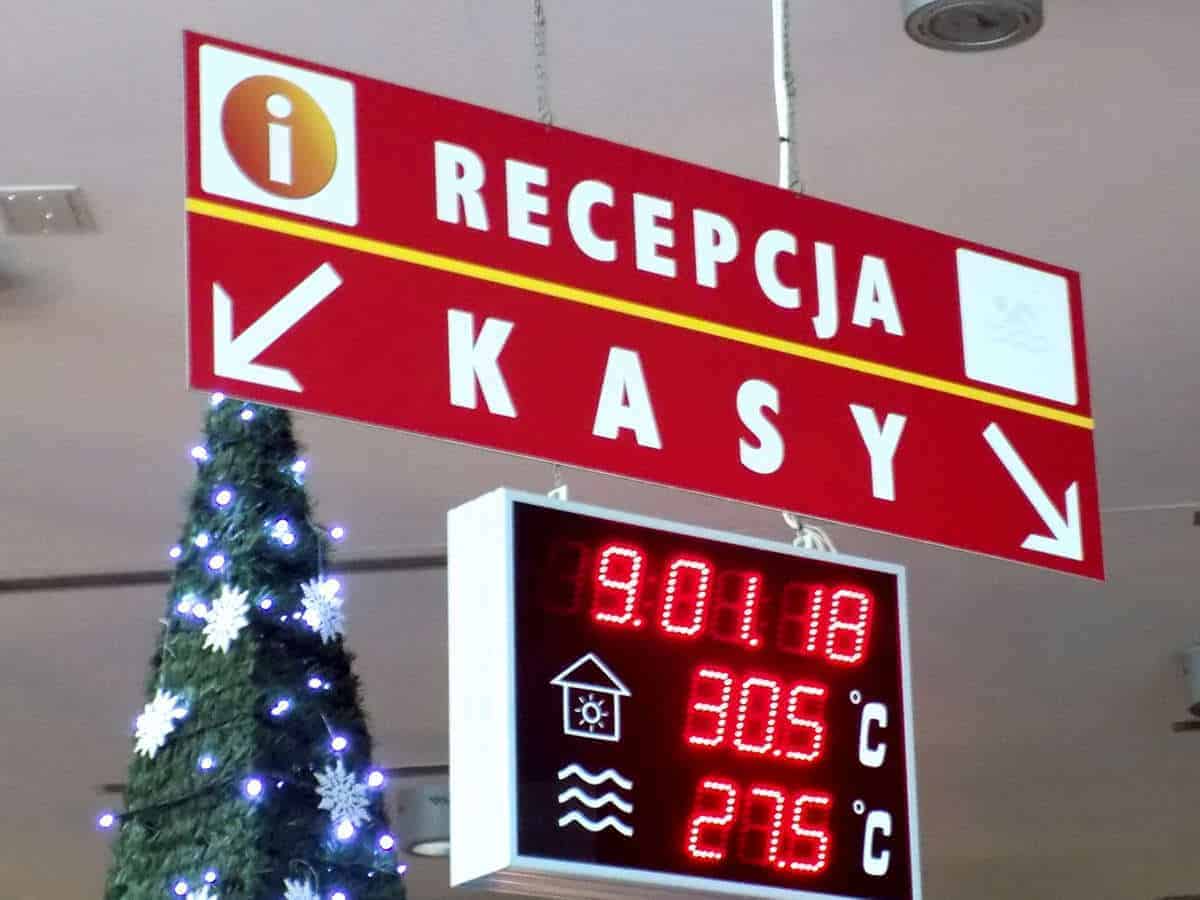 i RECEPCJA
KASY
9.01.18
30.5 °C
27.5 °C